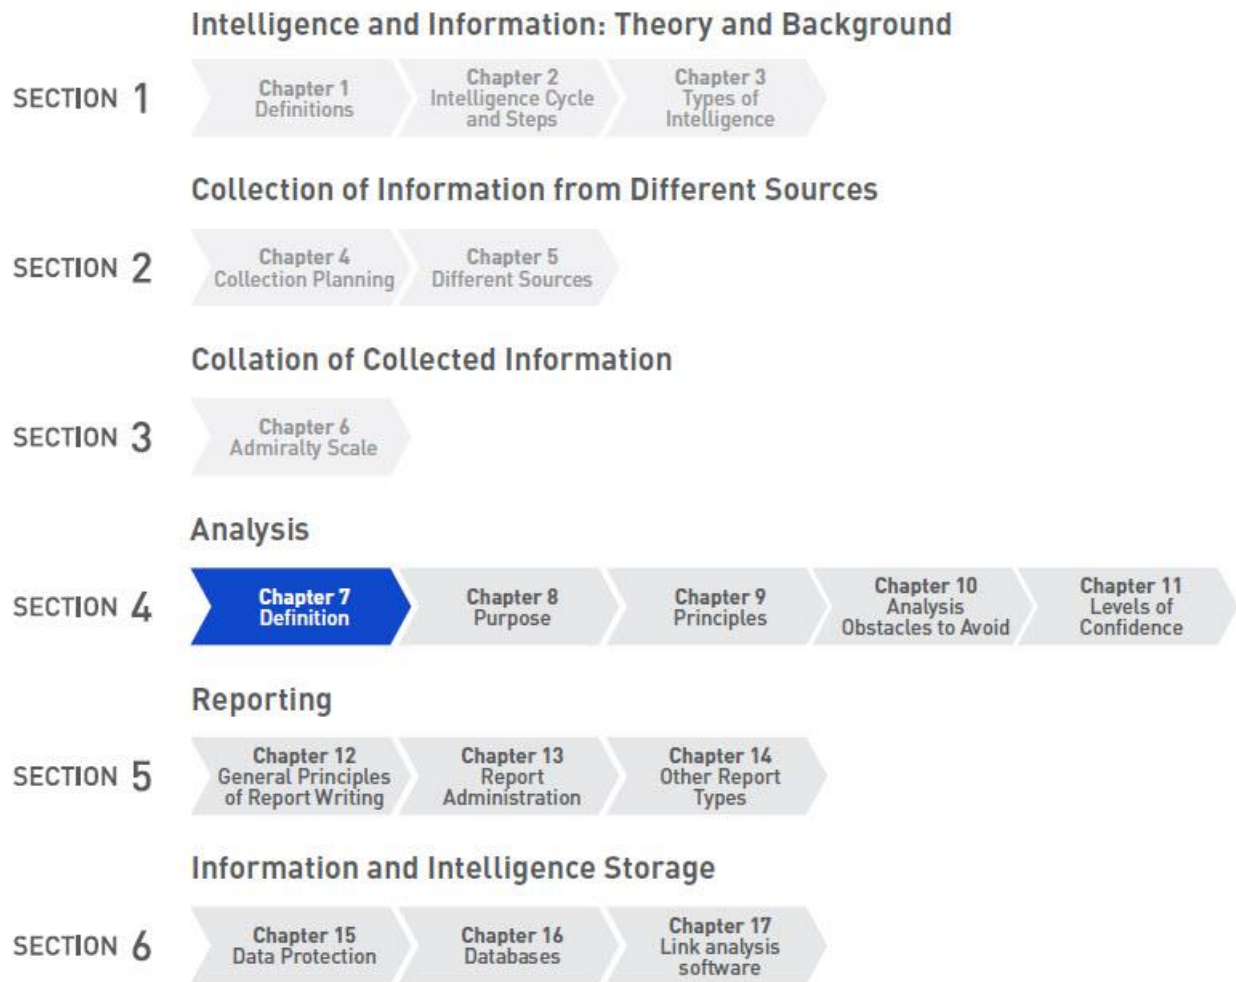 Intelligence and Information: Theory and Background
SECTION 1
Chapter 1
Definitions
Chapter 2
Intelligence Cycle
and Steps
Chapter 3
Types of
Intelligence
Collection of Information from Different Sources
SECTION 2
Chapter 4
Collection Planning
Chapter 5
Different Sources
Collation of Collected Information
SECTION 3
Chapter 6
Admiralty Scale
Analysis
SECTION 4
Chapter 7
Definition
Chapter 8
Purpose
Chapter 9
Principles
Chapter 10
Analysis
Obstacles to Avoid
Chapter 11
Levels of
Confidence
Reporting
SECTION 5
Chapter 12
General Principles
of Report Writing
Chapter 13
Report
Administration
Chapter 14
Other Report
Types
Information and Intelligence Storage
SECTION 6
Chapter 15
Data Protection
Chapter 16
Databases
Chapter 17
Link analysis
software